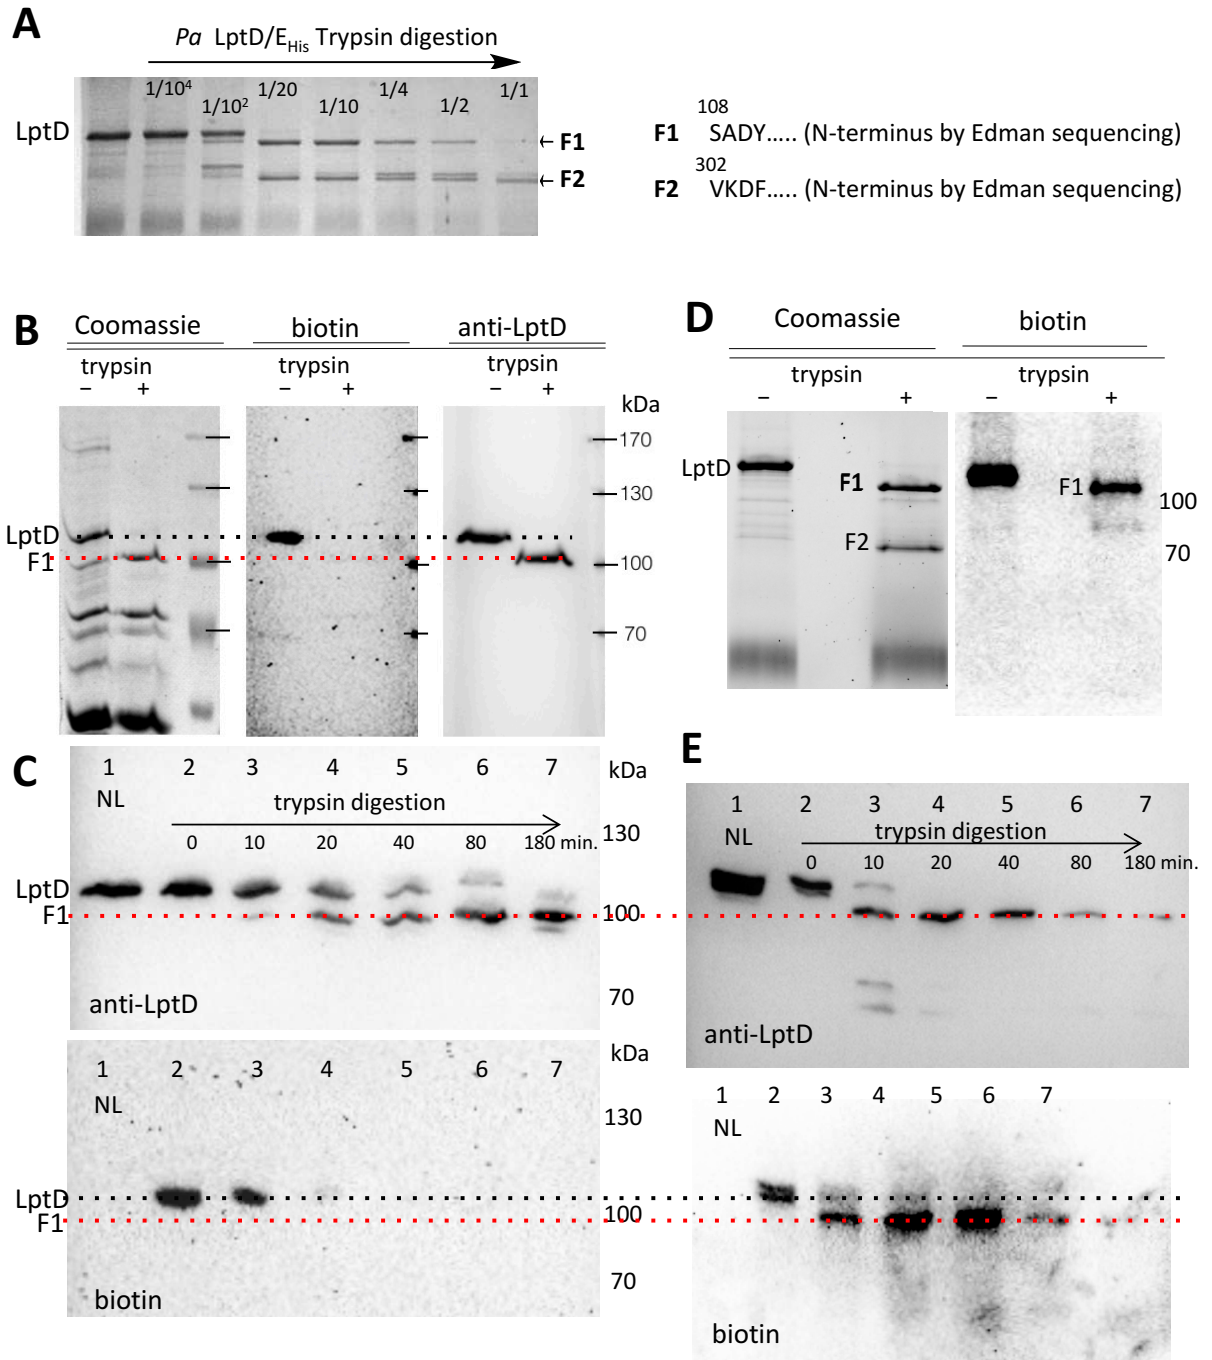 A
Pa LptD/EHis Trypsin digestion
1/10⁴ 1/10² 1/20 1/10 1/4 1/2 1/1
LptD
F1
F2
108
F1 SADY..... (N-terminus by Edman sequencing)
302
F2 VKDF..... (N-terminus by Edman sequencing)
B
Coomassie biotin anti-LptD
trypsin trypsin trypsin
– + – + – +
kDa
170
130
LptD
F1
100
70
D
Coomassie biotin
trypsin trypsin
– + – +
LptD
F1 F1
100
F2
70
C
1 2 3 4 5 6 7
kDa
NL
trypsin digestion
130
0 10 20 40 80 180 min.
LptD
F1
100
70
anti-LptD
1 2 3 4 5 6 7
kDa
NL
130
LptD
F1
100
70
biotin
E
1 2 3 4 5 6 7
NL
trypsin digestion
0 10 20 40 80 180 min.
anti-LptD
1 2 3 4 5 6 7
NL
biotin